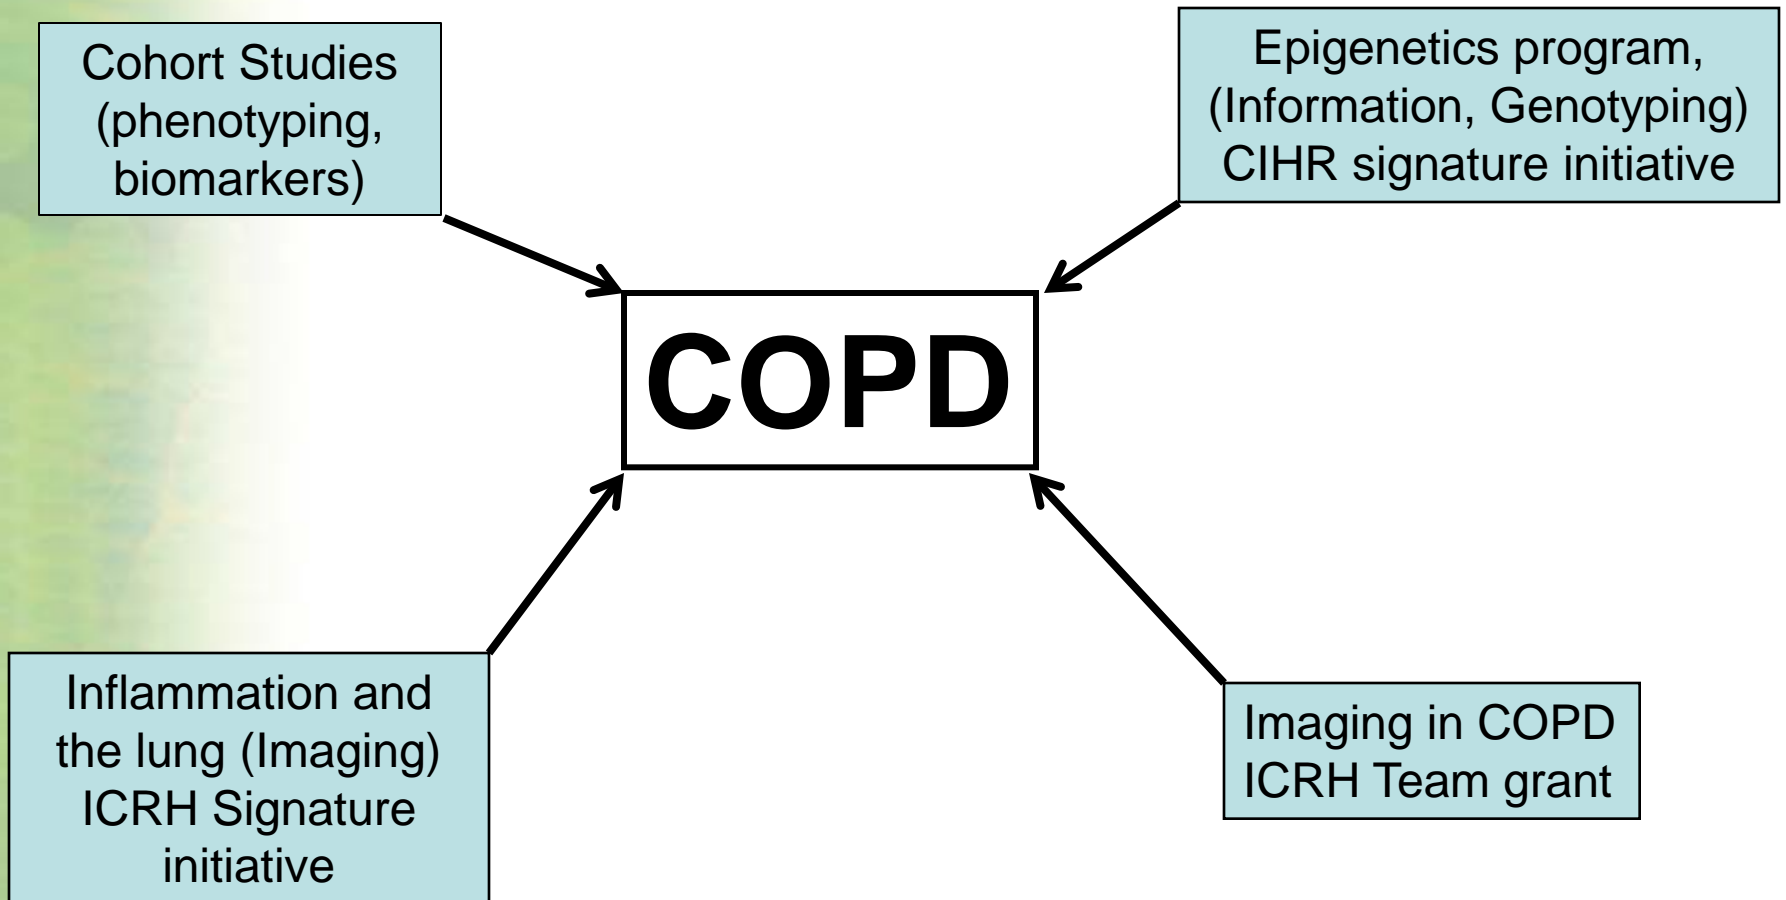 Cohort Studies
(phenotyping,
biomarkers)
Epigenetics program,
(Information, Genotyping)
CIHR signature initiative
COPD
Inflammation and
the lung (Imaging)
ICRH Signature
initiative
Imaging in COPD
ICRH Team grant